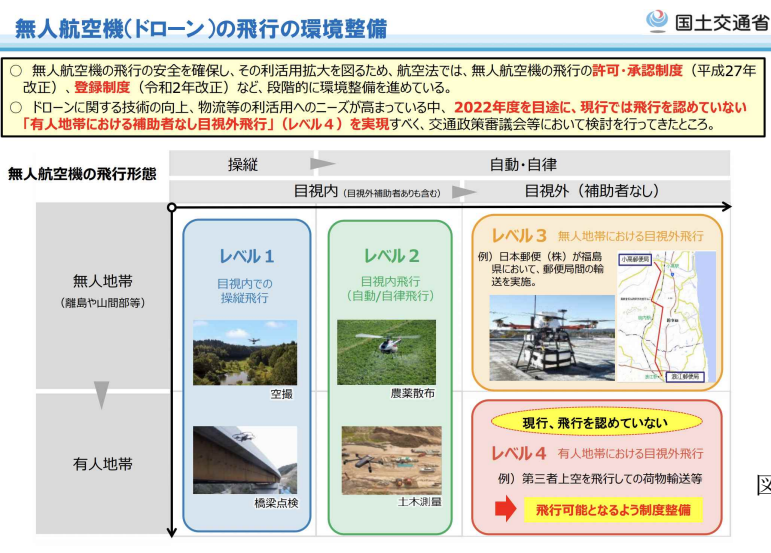 無人航空機(ドローン)の飛行の環境整備
国土交通省
○ 無人航空機の飛行の安全を確保し、その利活用拡大を図るため、航空法では、無人航空機の飛行の許可・承認制度（平成27年
改正）、登録制度（令和2年改正）など、段階的に環境整備を進めている。
○ ドローンに関する技術の向上、物流等の利活用へのニーズが高まっている中、2022年度を目途に、現行では飛行を認めていない
「有人地帯における補助者なし目視外飛行」（レベル４）を実現すべく、交通政策審議会等において検討を行ってきたところ。
無人航空機の飛行形態
操縦
自動・自律
目視内（目視外補助者ありも含む）
目視外（補助者なし）
無人地帯
（離島や山間部等）
有人地帯
レベル１
目視内での
操縦飛行
空撮
橋梁点検
レベル２
目視内飛行
（自動/自律飛行）
農薬散布
土木測量
レベル３ 無人地帯における目視外飛行
例）日本郵便（株）が福島
県において、郵便局間の輸
送を実施。
小高郵便局
浪江郵便局
現行、飛行を認めていない
レベル４ 有人地帯における目視外飛行
例）第三者上空を飛行しての荷物輸送等
飛行可能となるよう制度整備